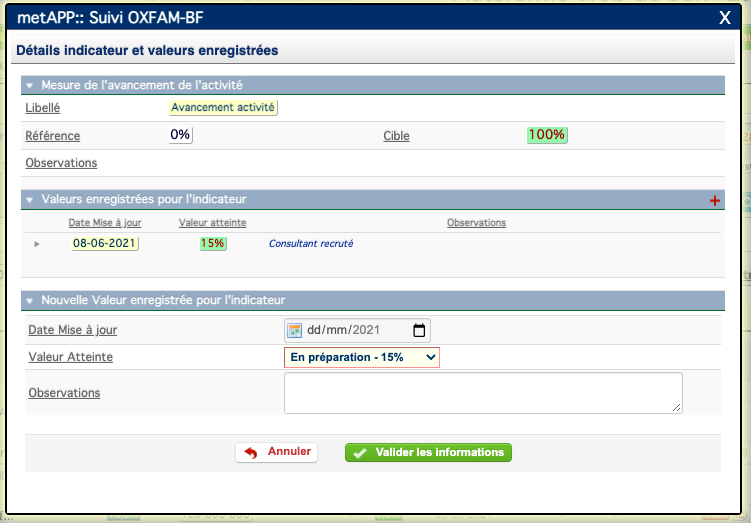 metAPP:: Suivi OXFAM-BF X
Détails indicateur et valeurs enregistrées
Mesure de l'avancement de l'activité
Libellé Avancement activité
Référence 0% Cible 100%
Observations
Valeurs enregistrées pour l'indicateur
Date Mise à jour Valeur atteinte Observations
08-06-2021 15% Consultant recruté
Nouvelle Valeur enregistrée pour l'indicateur
Date Mise à jour dd/mm/2021
Valeur Atteinte En préparation - 15%
Observations
Annuler Valider les informations